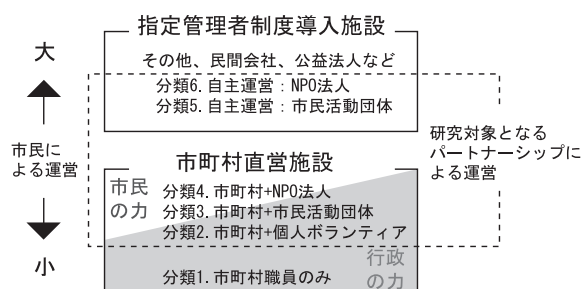 指定管理者制度導入施設
大
その他、民間会社、公益法人など
分類6. 自主運営：NPO法人
分類5. 自主運営：市民活動団体
市民に
よる運営
研究対象となる
パートナーシップに
よる運営
市町村直営施設
市民
の力
分類4. 市町村+NPO法人
分類3. 市町村+市民活動団体
分類2. 市町村+個人ボランティア
小
分類1. 市町村職員のみ
行政
の力